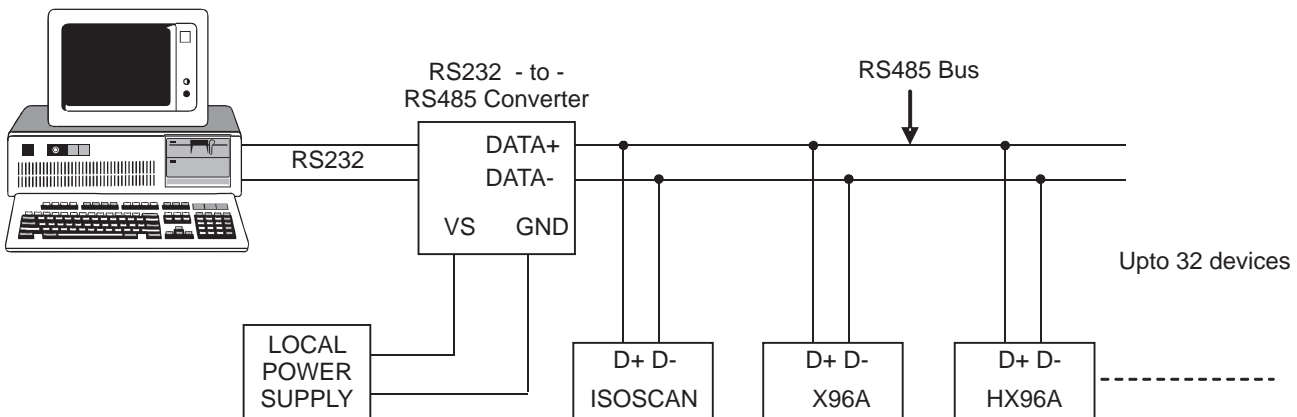 RS232 - to -
RS485 Converter
RS485 Bus
RS232
DATA+
DATA-
VS GND
Upto 32 devices
LOCAL
POWER
SUPPLY
D+ D-
ISOSCAN
D+ D-
X96A
D+ D-
HX96A